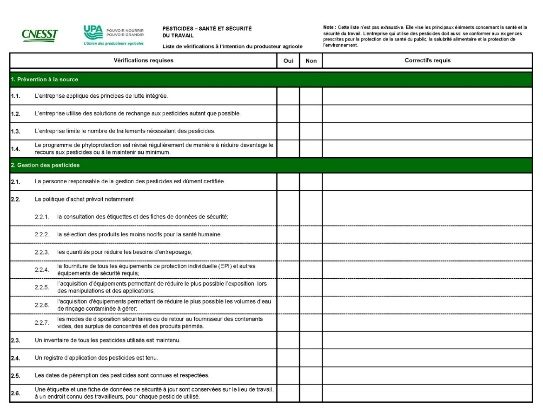 CNESST
UPA POUVOIR NOURRIR
POUVOIR GRANDIR
L'Union des producteurs agricoles
PESTICIDES – SANTÉ ET SÉCURITÉ
DU TRAVAIL
Liste de vérifications à l'intention du producteur agricole
Note : Cette liste n'est pas exhaustive. Elle vise les principaux éléments concernant la santé et la
sécurité du travail. L'entreprise qui utilise des pesticides doit aussi se conformer aux exigences
prescrites pour la protection de la santé du public, la salubrité alimentaire et la protection de
l'environnement.
Vérifications requises Oui Non Correctifs requis
1. Prévention à la source
1.1. L'entreprise applique des principes de lutte intégrée.
1.2. L'entreprise utilise des solutions de rechange aux pesticides autant que possible.
1.3. L'entreprise limite le nombre de traitements nécessitant des pesticides.
1.4. Le programme de phytoprotection est révisé régulièrement de manière à réduire davantage le
recours aux pesticides ou à le maintenir au minimum.
2. Gestion des pesticides
2.1. La personne responsable de la gestion des pesticides est dûment certifiée.
2.2. La politique d'achat prévoit notamment
2.2.1. la consultation des étiquettes et des fiches de données de sécurité;
2.2.2. la sélection des produits les moins nocifs pour la santé humaine.
2.2.3. les quantités pour réduire les besoins d'entreposage;
2.2.4. la fourniture de tous les équipements de protection individuelle (EPI) et autres
équipements de sécurité requis;
2.2.5. l'acquisition d'équipements permettant de réduire le plus possible l'exposition lors
des manipulations et des applications;
2.2.6. l'acquisition d'équipements permettant de réduire le plus possible les volumes d'eau
de rinçage contaminée à gérer;
2.2.7. les modes de disposition sécuritaires ou de retour au fournisseur des contenants
vides, des surplus de concentrés et des produits périmés.
2.3. Un inventaire de tous les pesticides utilisés est maintenu.
2.4. Un registre d'application des pesticides est tenu.
2.5. Les dates de péremption des pesticides sont connues et respectées.
2.6. Une étiquette et une fiche de données de sécurité à jour sont conservées sur le lieu de travail,
à un endroit connu des travailleurs, pour chaque pesticide utilisé.